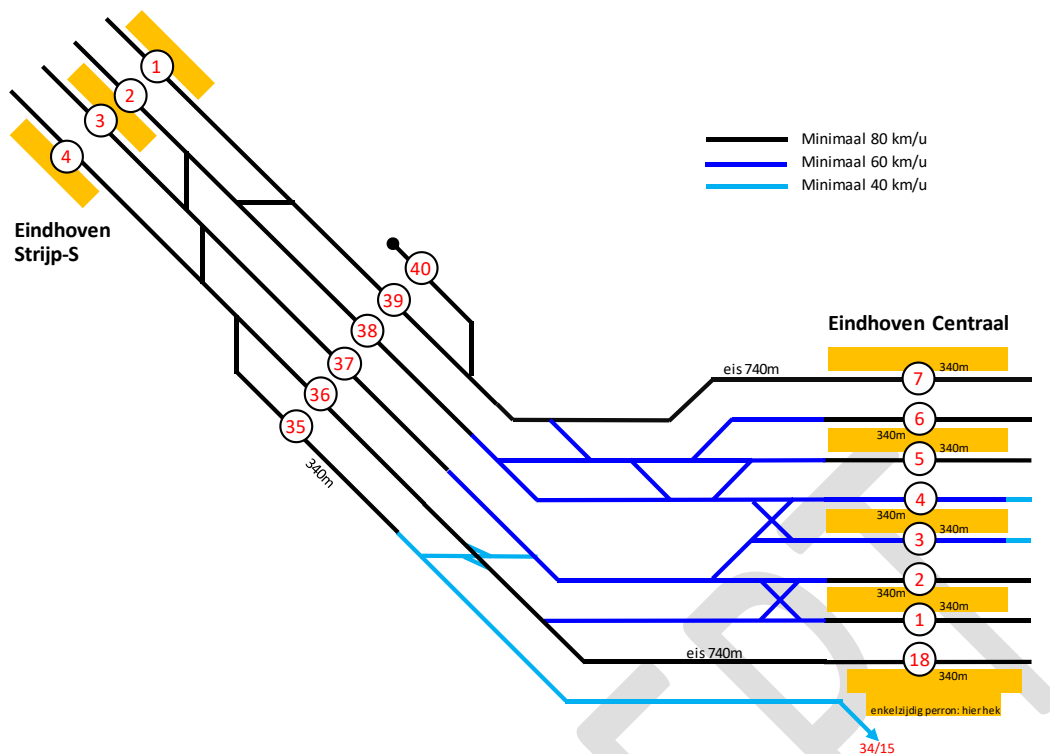 1
2
3
4
Eindhoven
Strijp-S
Minimaal 80 km/u
Minimaal 60 km/u
Minimaal 40 km/u
40
39
38
37
36
35
340m
Eindhoven Centraal
eis 740m
340m
7
6
340m
340m
5
4
340m
340m
3
2
340m
340m
1
eis 740m
18
340m
enkelzijdig perron: hier hek
34/15